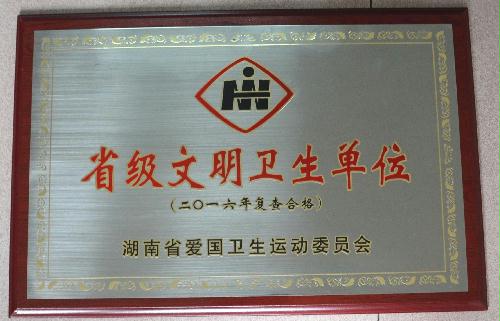 省级文明卫生单位
(二〇一六年复查合格)
湖南省爱国卫生运动委员会